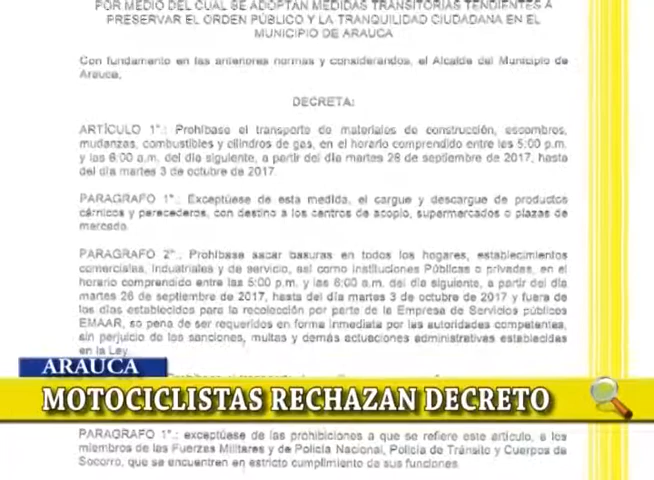 POR MEDIO DEL CUAL SE ADOPTAN MEDIDAS TRANSITORIAS TENDIENTES A
PRESERVAR EL ORDEN PÚBLICO Y LA TRANQUILIDAD CIUDADANA EN EL
MUNICIPIO DE ARAUCA
Con fundamento en las anteriores normas y considerandos, el Alcalde del Municipio de
Arauca,
DECRETA:
ARTÍCULO 1°.: Prohíbase el transporte de materiales de construcción, escombros,
mudanzas, combustibles y cilindros de gas, en el horario comprendido entre las 5:00 p.m.
y las 6:00 a.m. del día siguiente, a partir del día martes 26 de septiembre de 2017, hasta
del día martes 3 de octubre de 2017.
PARAGRAFO 1°.: Exceptúese de esta medida, el cargue y descargue de productos
cárnicos y perecederos, con destino a los centros de acopio, supermercados o plazas de
mercado.
PARAGRAFO 2°.: Prohíbase sacar basuras en todos los hogares, establecimientos
comerciales, industriales y de servicio, así como Instituciones Públicas o privadas, en el
horario comprendido entre las 5:00 p.m. y las 6:00 a.m. del día siguiente, a partir del día
martes 26 de septiembre de 2017, hasta del día martes 3 de octubre de 2017 y fuera de
los días establecidos para la recolección por parte de la Empresa de Servicios públicos
EMAAR, so pena de ser requeridos en forma inmediata por las autoridades competentes,
sin perjuicio de las sanciones, multas y demás actuaciones administrativas establecidas
en la Ley
ARAUCA
MOTOCICLISTAS RECHAZAN DECRETO
PARAGRAFO 1°.: exceptúese de las prohibiciones a que se refiere este artículo, a los
miembros de las Fuerzas Militares y de Policía Nacional, Policía de Tránsito y Cuerpos de
Socorro, que se encuentren en estricto cumplimiento de sus funciones.